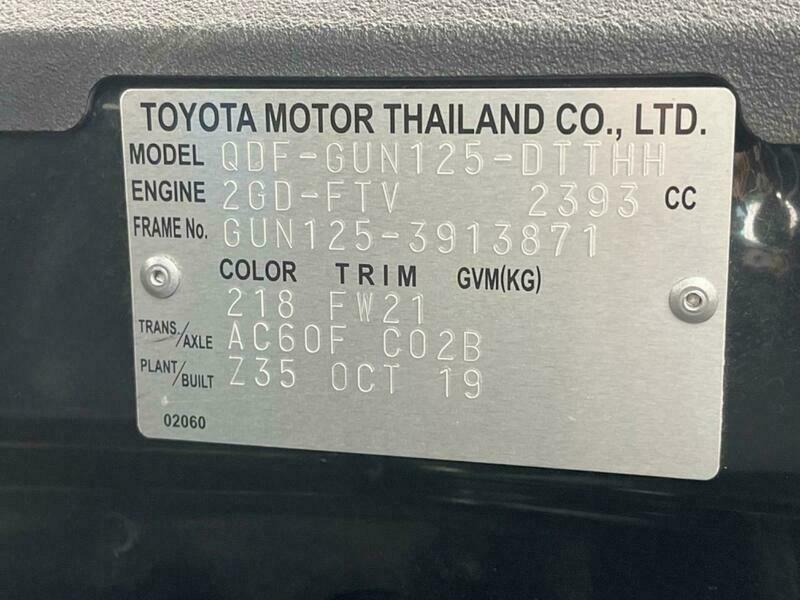 TOYOTA MOTOR THAILAND CO., LTD.
MODEL QDF-GUN125-DTTHH
ENGINE 2GD-FTV 2393 CC
FRAME No. GUN125-3913871
COLOR TRIM GVM(KG)
218 FW21
TRANS./AXLE AC60F C02B
PLANT/BUILT Z35 OCT 19
02060